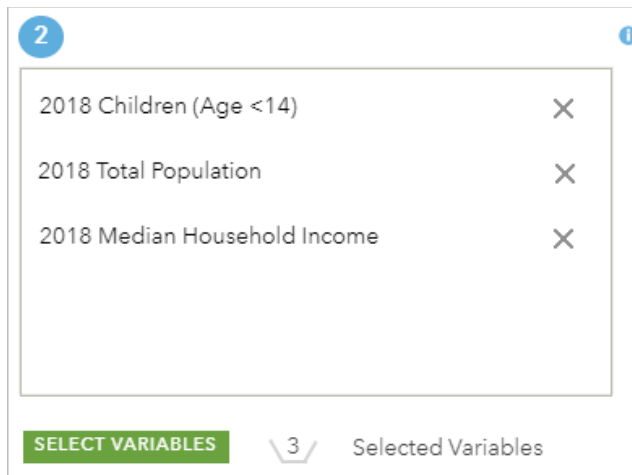 2
2018 Children (Age <14)
2018 Total Population
2018 Median Household Income
SELECT VARIABLES 3 Selected Variables